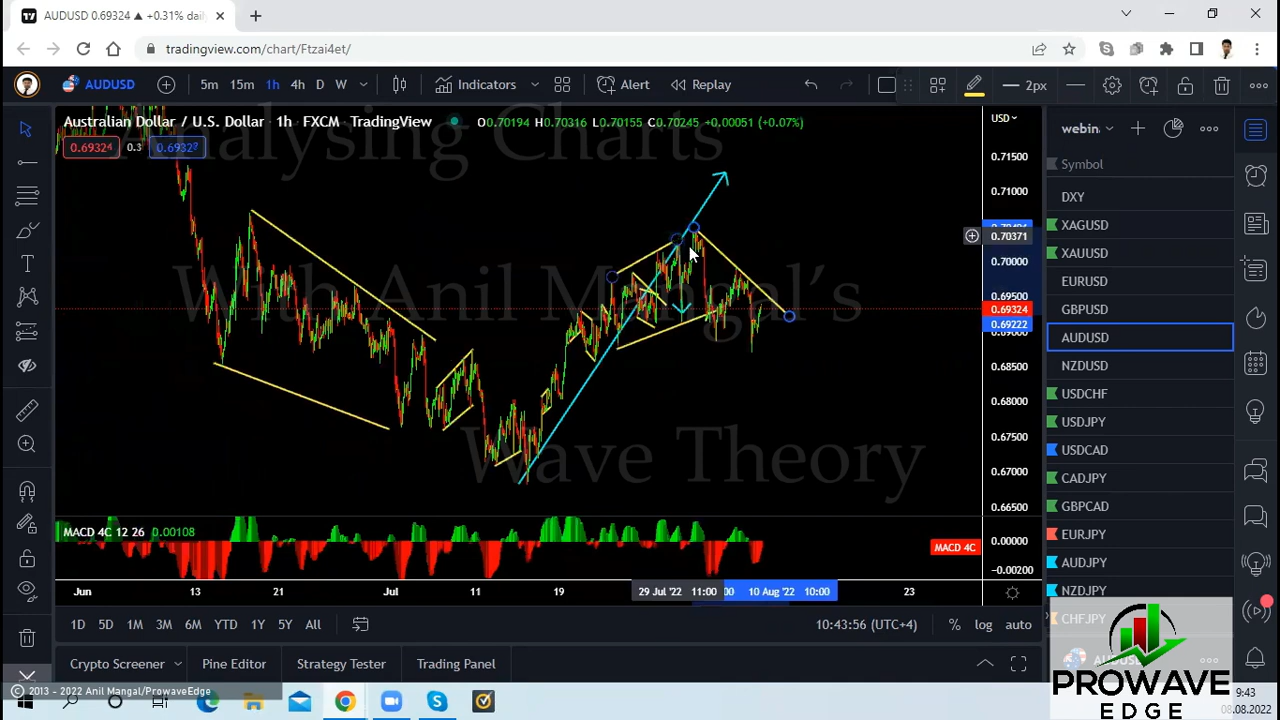 AUDUSD 0.69324 ▲ +0.31% daily
tradingview.com/chart/Ftzai4et/
AUDUSD
5m 15m 1h 4h D W
Indicators
Alert
Replay
2px
Analysing Charts
With Anil Mangal's
Wave Theory
Australian Dollar / U.S. Dollar · 1h · FXCM · TradingView
O0.70194 H0.70316 L0.70155 C0.70245 +0.00051 (+0.07%)
0.69324 0.3 0.69327
USD
0.71500
0.71000
0.70371
0.70000
0.69500
0.69324
0.69222
0.68500
0.68000
0.67500
0.67000
0.66500
MACD 4C 12 26 0.00108
0.00000
MACD 4C
−0.00200
Jun 13 21 Jul 11 19 29 Jul '22 11:00 10 Aug '22 10:00 23
1D 5D 1M 3M 6M YTD 1Y 5Y All
10:43:56 (UTC+4)
% log auto
Crypto Screener
Pine Editor
Strategy Tester
Trading Panel
© 2013 - 2022 Anil Mangal/ProwaveEdge
webina
Symbol
DXY
XAGUSD
XAUUSD
EURUSD
GBPUSD
AUDUSD
NZDUSD
USDCHF
USDJPY
USDCAD
CADJPY
GBPCAD
EURJPY
AUDJPY
NZDJPY
CHFJPY
AUDUSD
PROWAVE
EDGE
9:43
08.08.2022